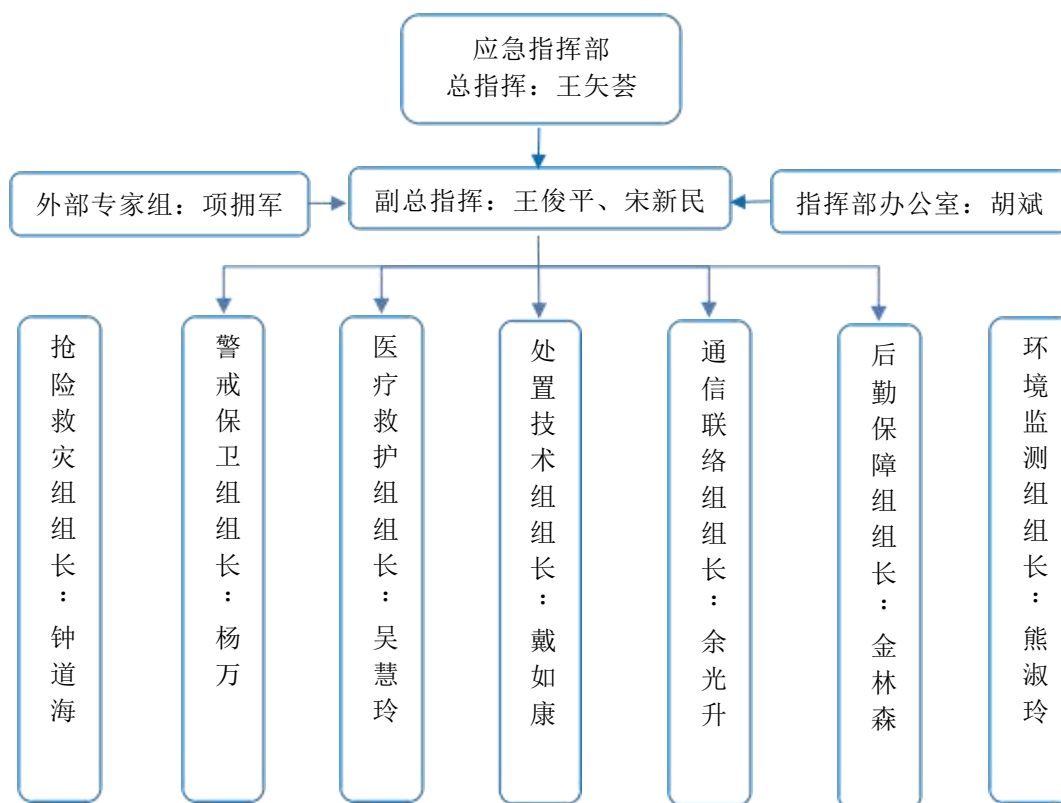 应急指挥部
总指挥：王矢荟
外部专家组：项拥军
副总指挥：王俊平、宋新民
指挥部办公室：胡斌
抢险救灾组组长：钟道海
警戒保卫组组长：杨万
医疗救护组组长：吴慧玲
处置技术组组长：戴如康
通信联络组组长：余光升
后勤保障组组长：金林森
环境监测组组长：熊淑玲